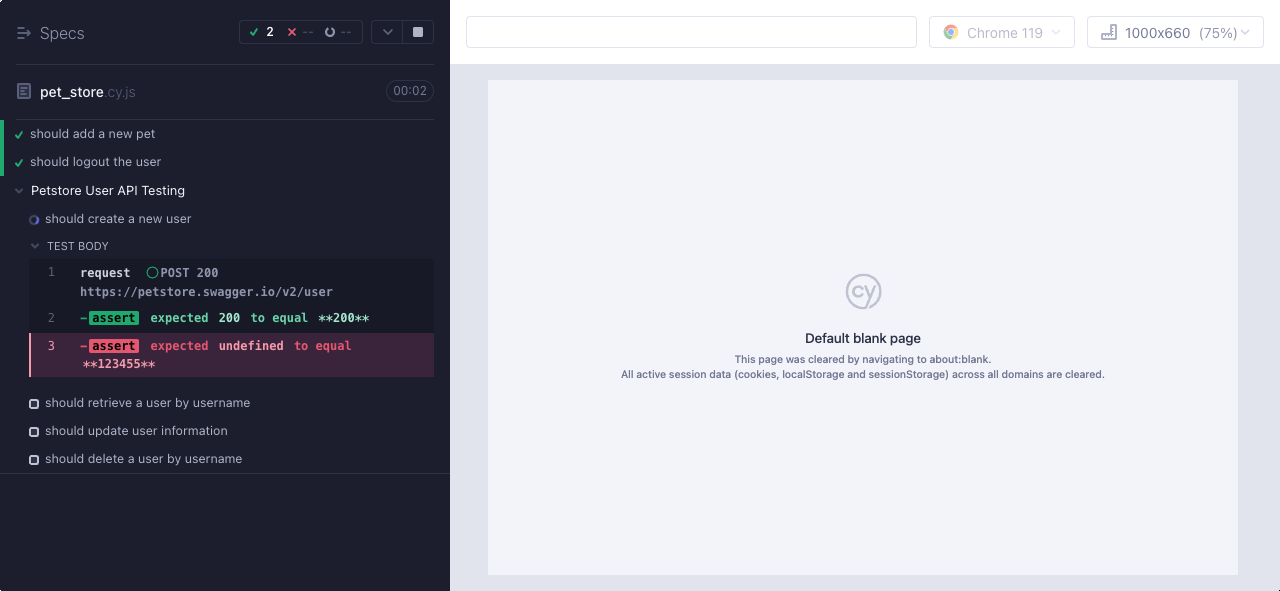 Specs
2 -- --
pet_store.cy.js
00:02
should add a new pet
should logout the user
Petstore User API Testing
should create a new user
TEST BODY
1 request POST 200
https://petstore.swagger.io/v2/user
2 -assert expected 200 to equal **200**
3 -assert expected undefined to equal
**123455**
should retrieve a user by username
should update user information
should delete a user by username
Chrome 119
1000x660 (75%)
cy
Default blank page
This page was cleared by navigating to about:blank.
All active session data (cookies, localStorage and sessionStorage) across all domains are cleared.